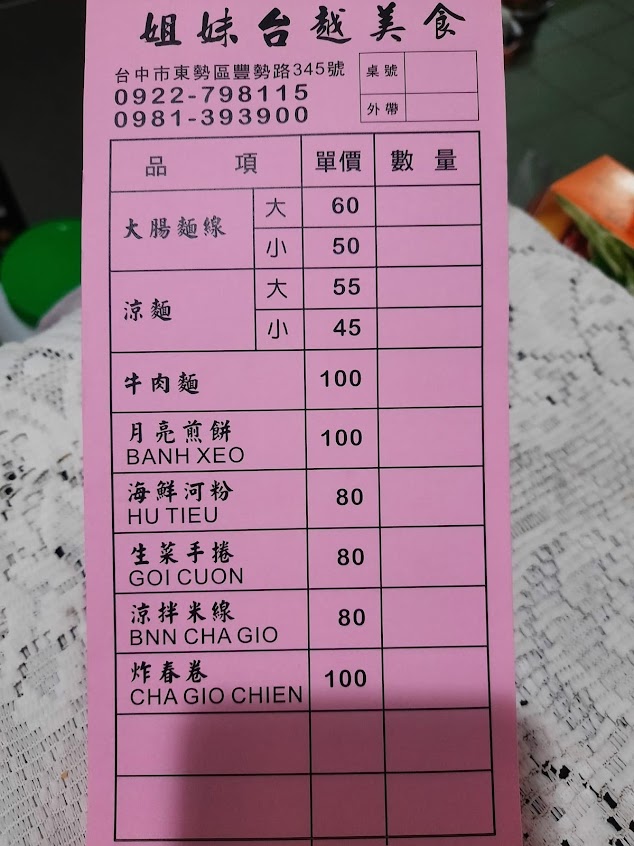 姐妹台越美食
台中市東勢區豐勢路345號
0922-798115
0981-393900
桌號
外帶
品項 單價 數量
大腸麵線 大 60
小 50
涼麵 大 55
小 45
牛肉麵 100
月亮煎餅 100
BANH XEO
海鮮河粉 80
HU TIEU
生菜手捲 80
GOI CUON
涼拌米線 80
BNN CHA GIO
炸春卷 100
CHA GIO CHIEN